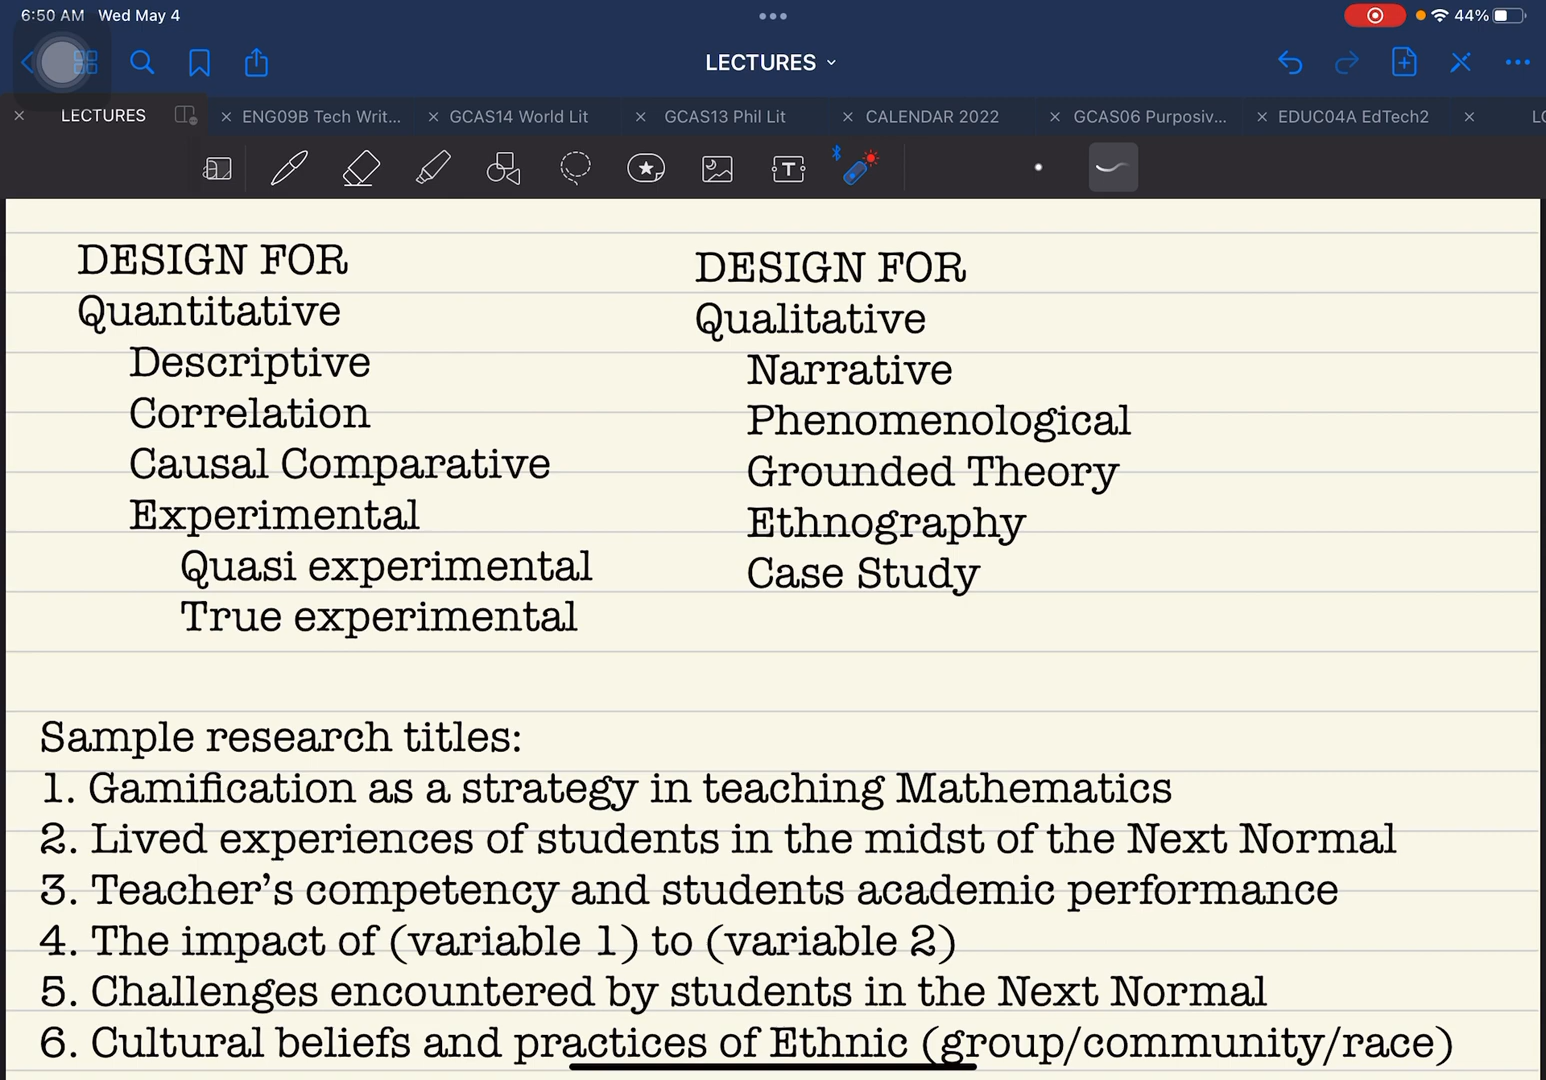 6:50 AM Wed May 4
44%
LECTURES
LECTURES
ENG09B Tech Writ...
GCAS14 World Lit
GCAS13 Phil Lit
CALENDAR 2022
GCAS06 Purposiv...
EDUC04A EdTech2
LO
T
DESIGN FOR
Quantitative
Descriptive
Correlation
Causal Comparative
Experimental
Quasi experimental
True experimental
DESIGN FOR
Qualitative
Narrative
Phenomenological
Grounded Theory
Ethnography
Case Study
Sample research titles:
1. Gamification as a strategy in teaching Mathematics
2. Lived experiences of students in the midst of the Next Normal
3. Teacher’s competency and students academic performance
4. The impact of (variable 1) to (variable 2)
5. Challenges encountered by students in the Next Normal
6. Cultural beliefs and practices of Ethnic (group/community/race)